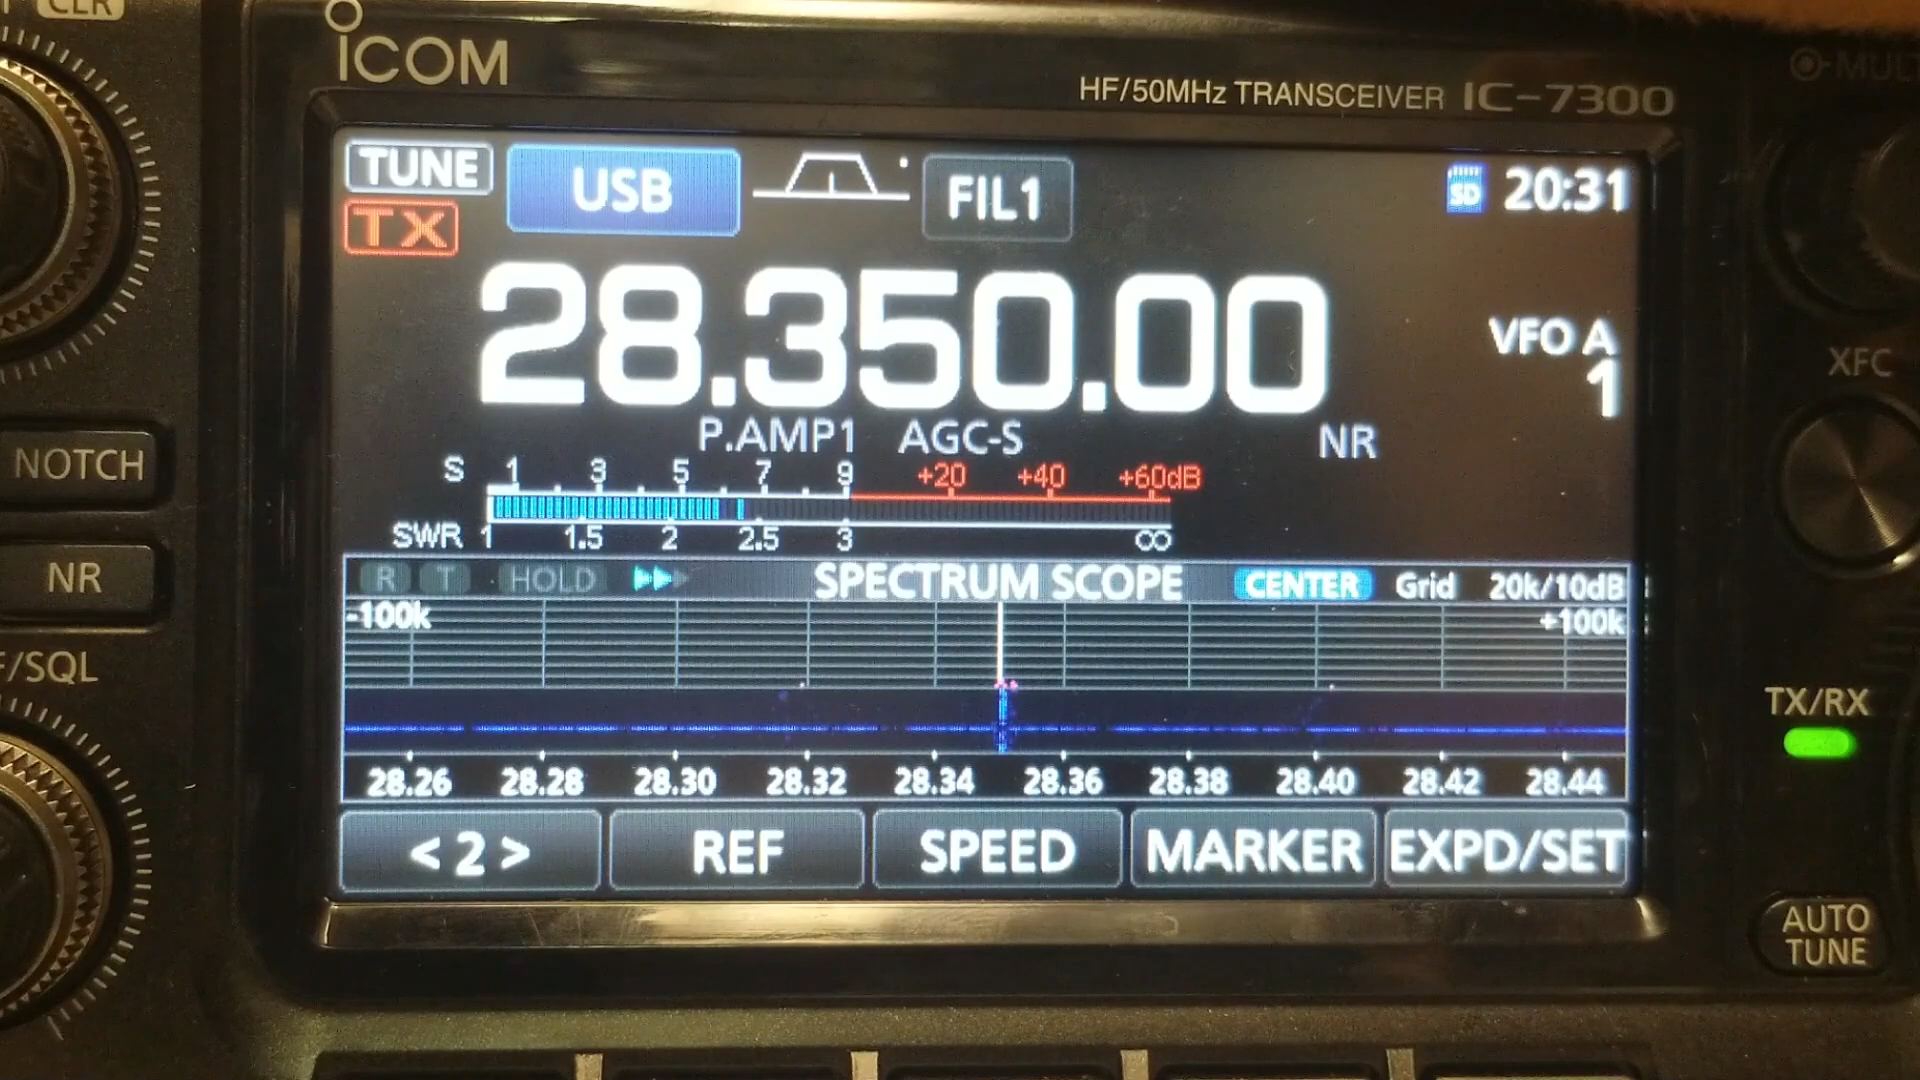 CLR
ICOM
MULT
HF/50MHz TRANSCEIVER IC-7300
TUNE USB FIL1 SD 20:31
TX
28.350.00
VFO A
1
XFC
P.AMP1 AGC-S NR
S 1 3 5 7 9 +20 +40 +60dB
SWR 1 1.5 2 2.5 3 ∞
NOTCH
NR
R T HOLD SPECTRUM SCOPE CENTER Grid 20k/10dB
-100k +100k
F/SQL
TX/RX
28.26 28.28 28.30 28.32 28.34 28.36 28.38 28.40 28.42 28.44
< 2 > REF SPEED MARKER EXPD/SET
AUTO
TUNE